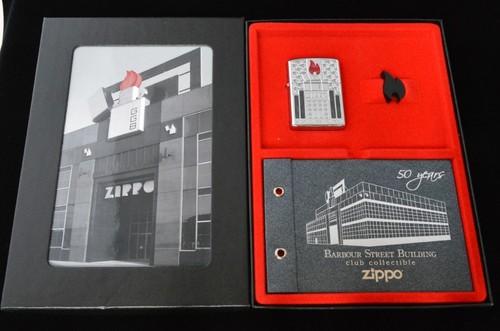 ZIPPO
50 years
BARBOUR STREET BUILDING
club collectible
zippo